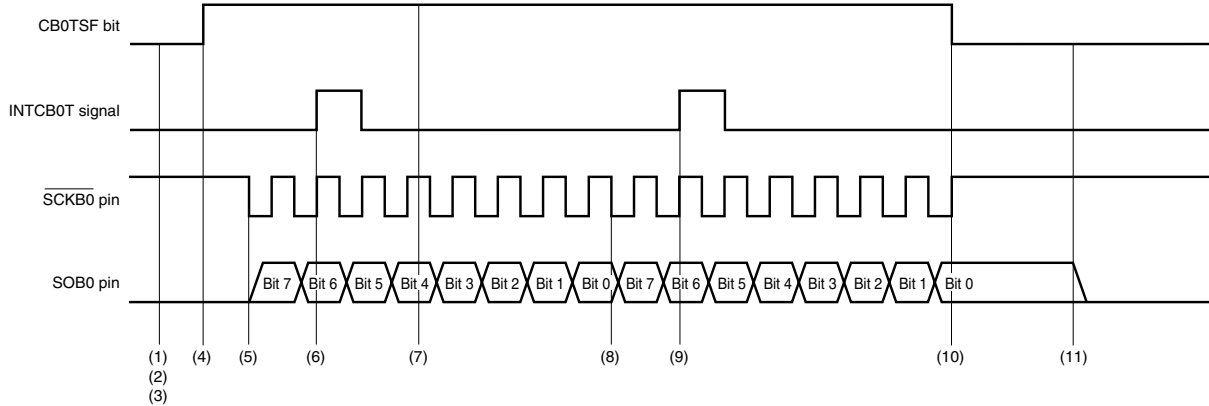 CB0TSF bit
INTCB0T signal
SCKB0 pin
SOB0 pin
Bit 7 Bit 6 Bit 5 Bit 4 Bit 3 Bit 2 Bit 1 Bit 0 Bit 7 Bit 6 Bit 5 Bit 4 Bit 3 Bit 2 Bit 1 Bit 0
(1) (4) (5) (6) (7) (8) (9) (10) (11)
(2)
(3)